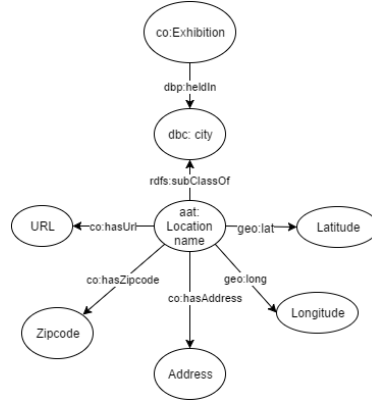 co:Exhibition
dbp:heldIn
dbc: city
rdfs:subClassOf
aat:
Location
name
URL
co:hasUrl
geo:lat
Latitude
co:hasZipcode
geo:long
co:hasAddress
Zipcode
Longitude
Address